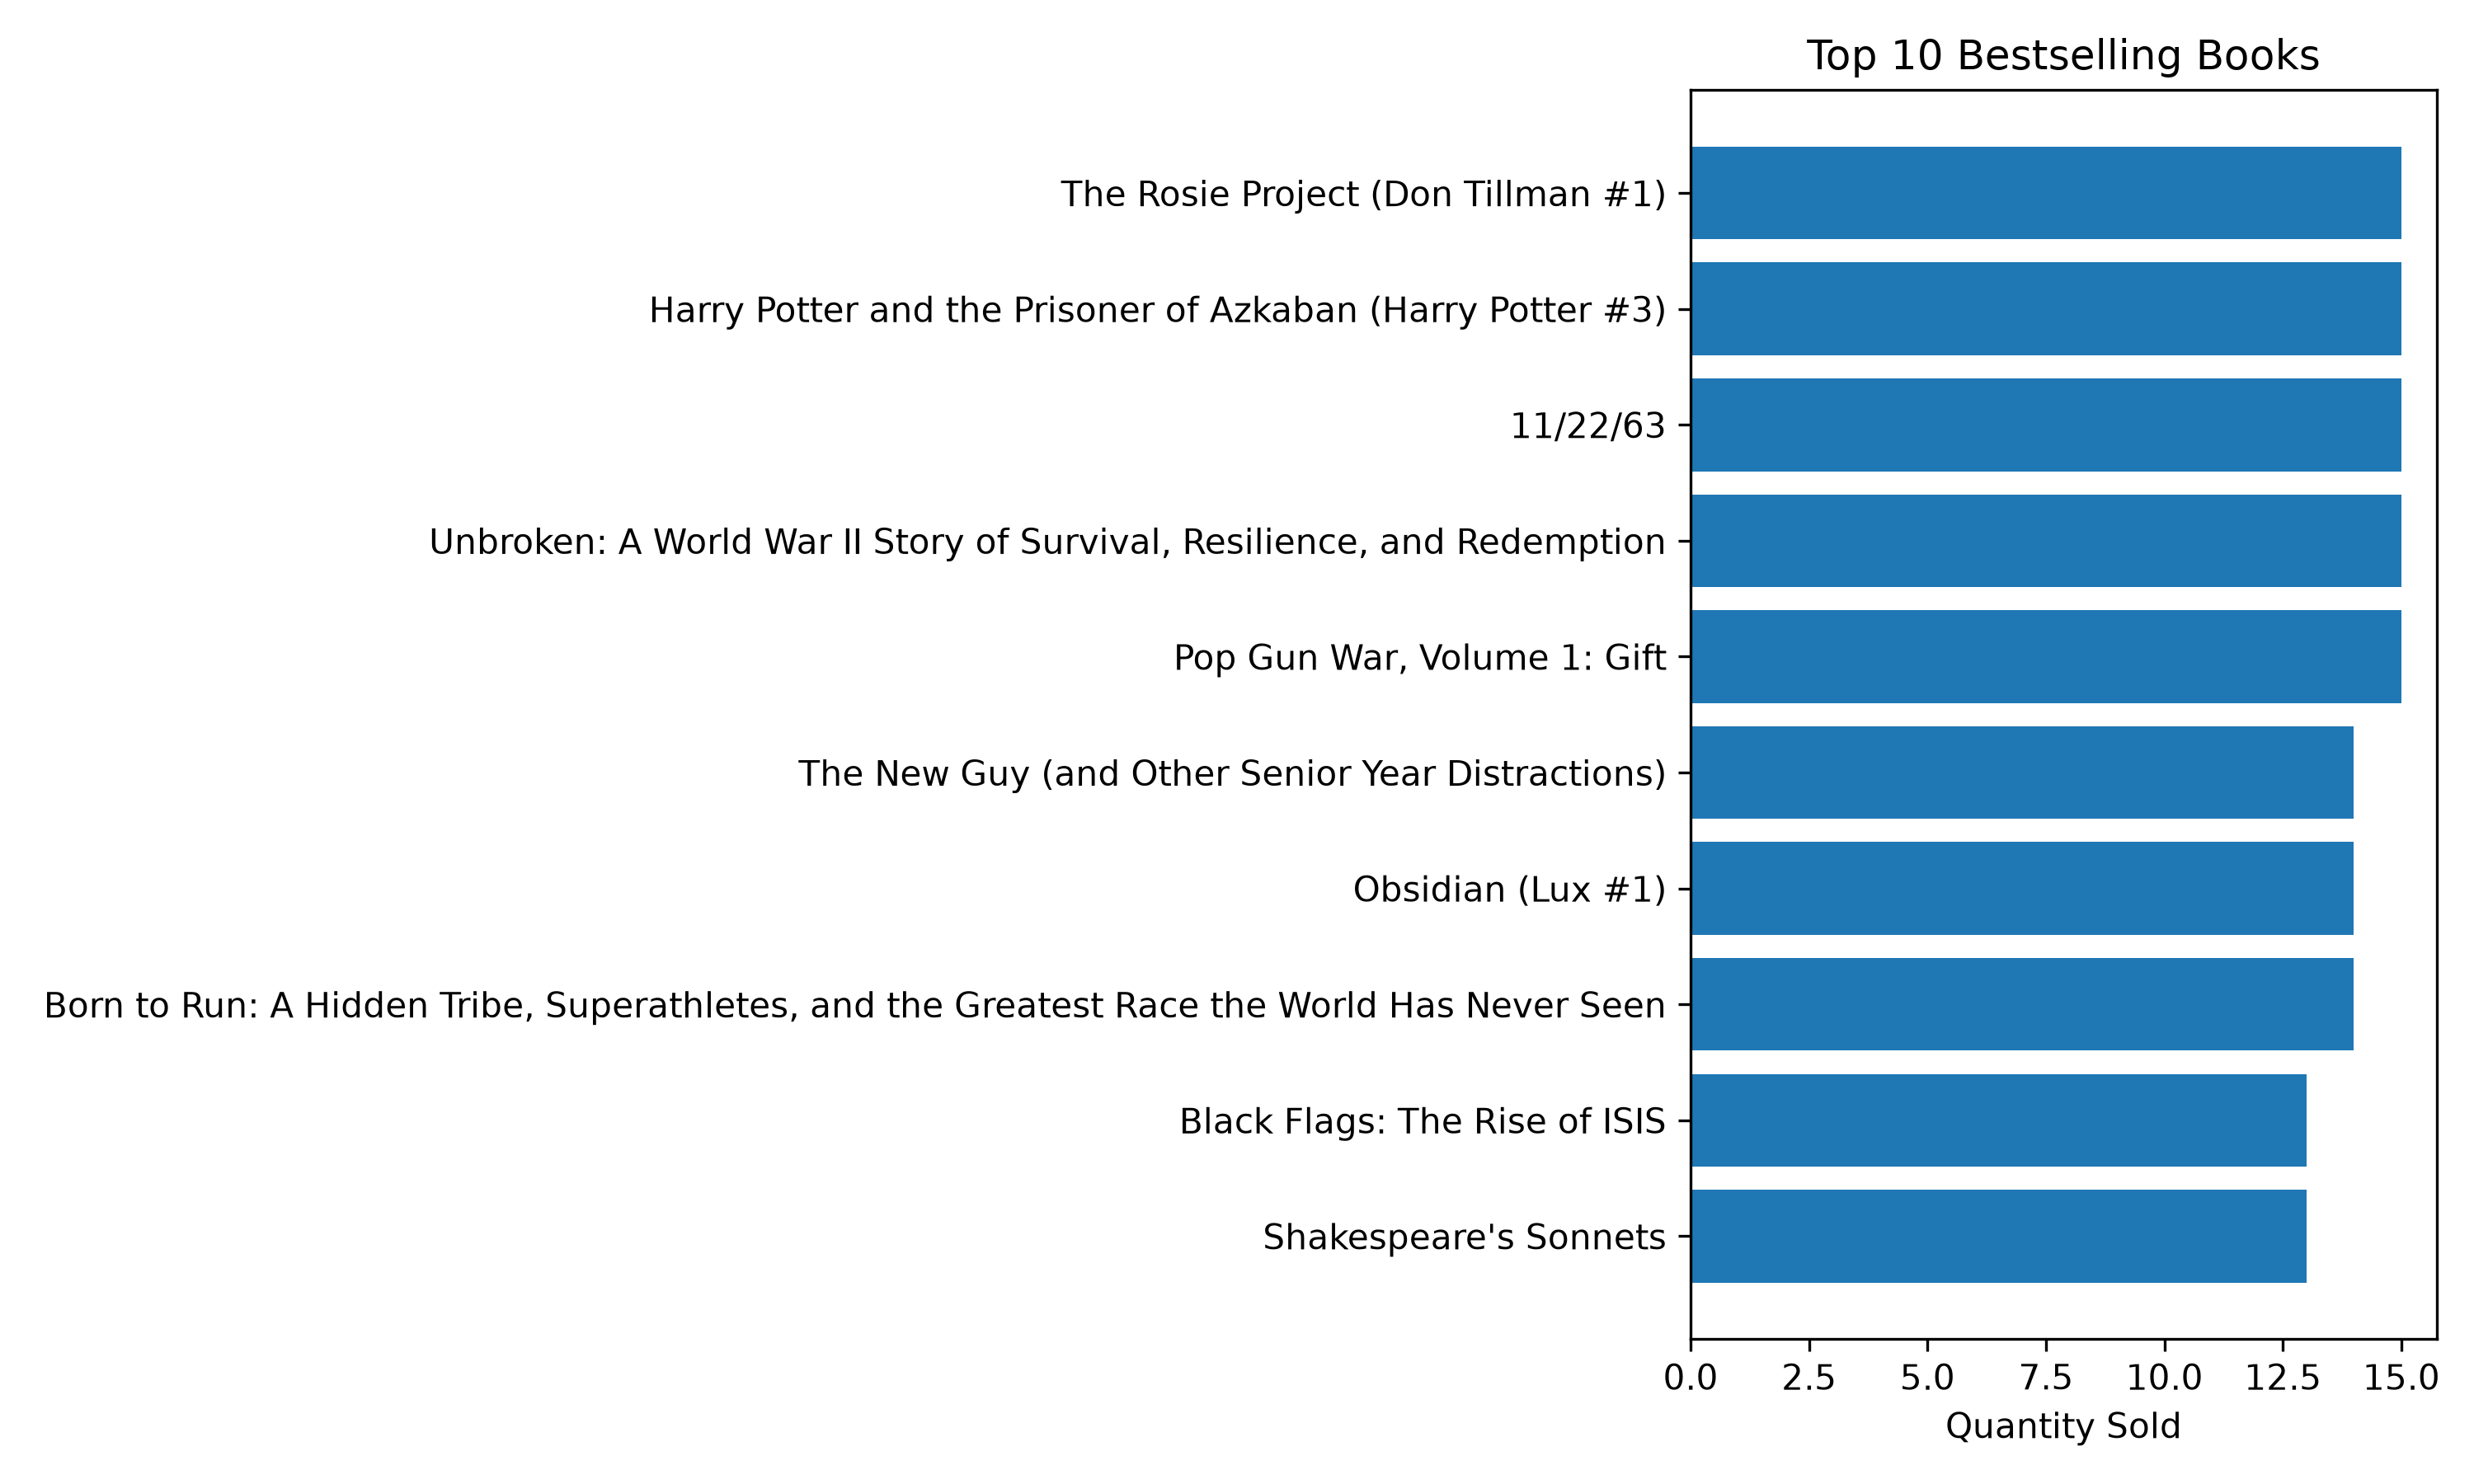 Top 10 Bestselling Books
The Rosie Project (Don Tillman #1)
Harry Potter and the Prisoner of Azkaban (Harry Potter #3)
11/22/63
Unbroken: A World War II Story of Survival, Resilience, and Redemption
Pop Gun War, Volume 1: Gift
The New Guy (and Other Senior Year Distractions)
Obsidian (Lux #1)
Born to Run: A Hidden Tribe, Superathletes, and the Greatest Race the World Has Never Seen
Black Flags: The Rise of ISIS
Shakespeare's Sonnets
0.0 2.5 5.0 7.5 10.0 12.5 15.0
Quantity Sold